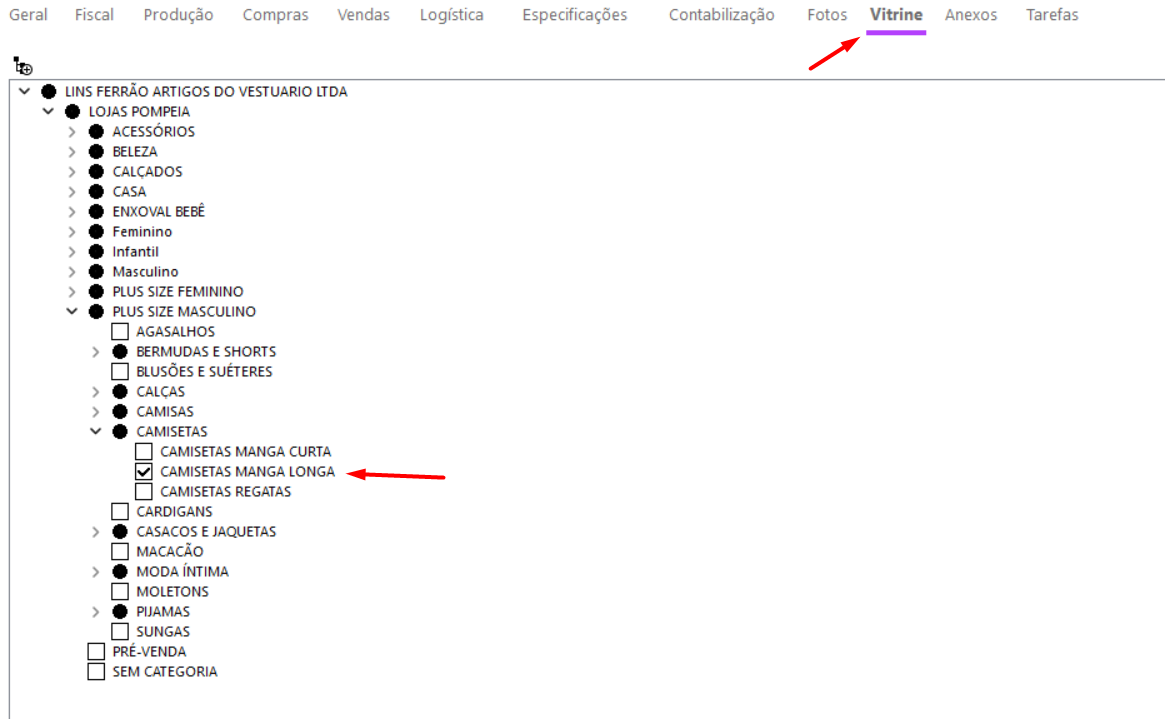 Geral Fiscal Produção Compras Vendas Logística Especificações Contabilização Fotos Vitrine Anexos Tarefas
LINS FERRÃO ARTIGOS DO VESTUARIO LTDA
LOJAS POMPEIA
ACESSÓRIOS
BELEZA
CALÇADOS
CASA
ENXOVAL BEBÊ
Feminino
Infantil
Masculino
PLUS SIZE FEMININO
PLUS SIZE MASCULINO
AGASALHOS
BERMUDAS E SHORTS
BLUSÕES E SUÉTERES
CALÇAS
CAMISAS
CAMISETAS
CAMISETAS MANGA CURTA
CAMISETAS MANGA LONGA
CAMISETAS REGATAS
CARDIGANS
CASACOS E JAQUETAS
MACACÃO
MODA ÍNTIMA
MOLETONS
PIJAMAS
SUNGAS
PRÉ-VENDA
SEM CATEGORIA